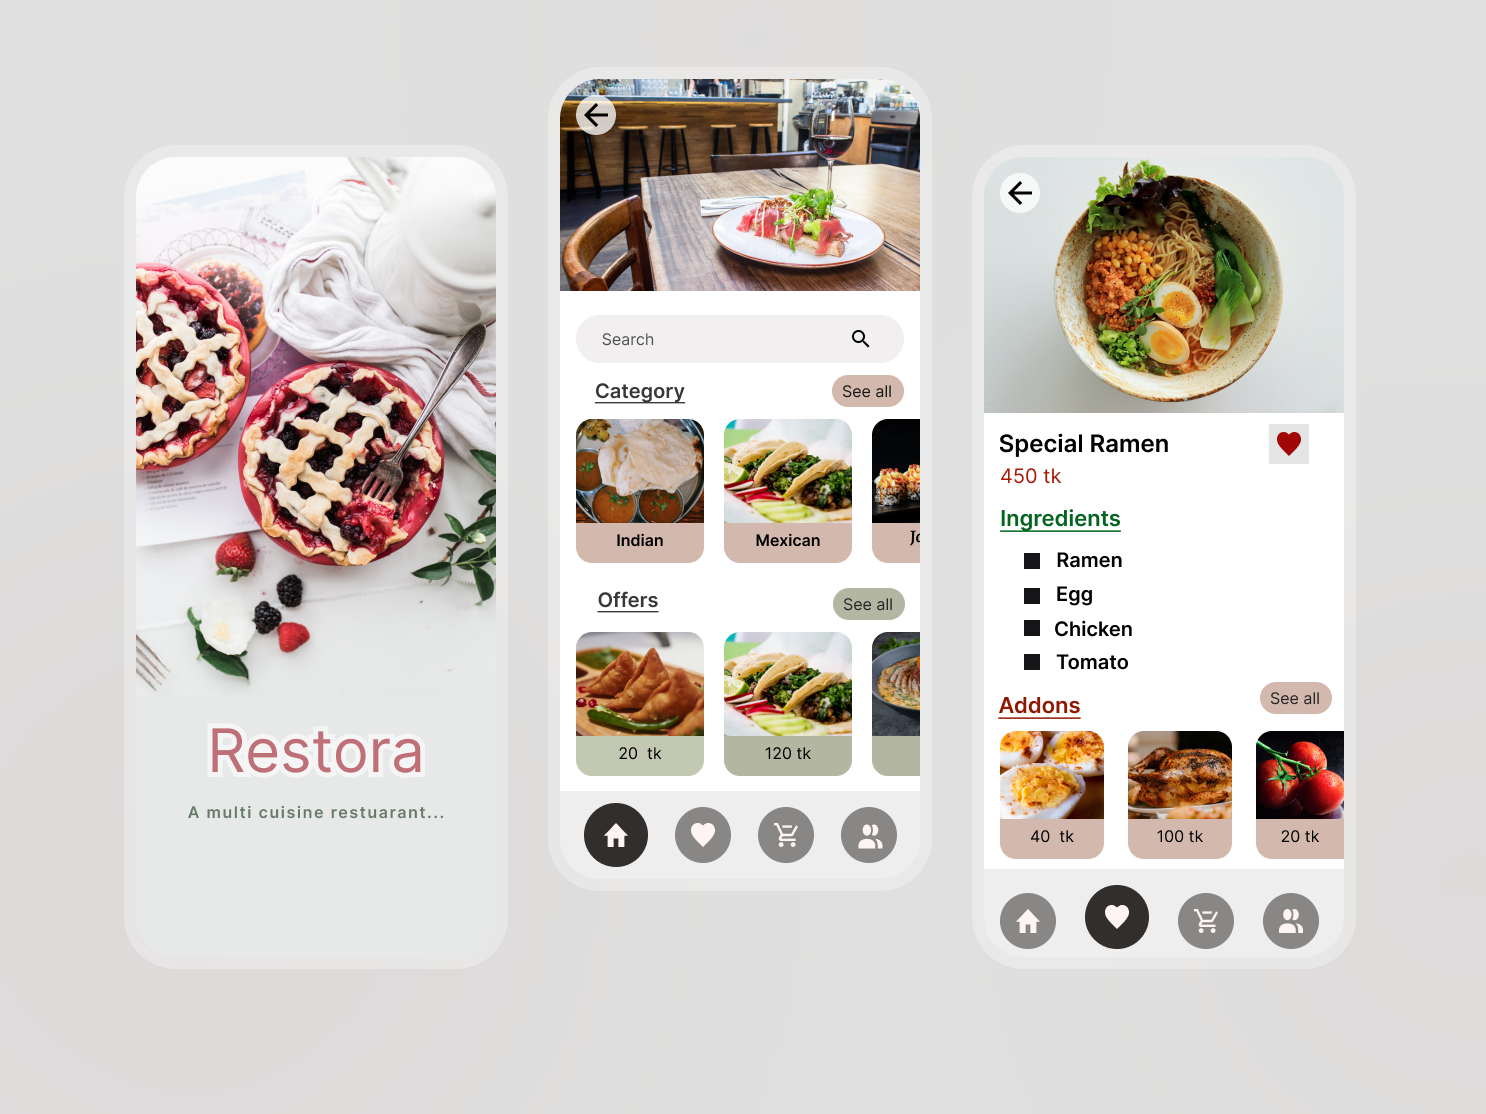 Restora
A multi cuisine restuarant...
Search
Category
See all
Indian
Mexican
Offers
See all
20 tk
120 tk
Special Ramen
450 tk
Ingredients
Ramen
Egg
Chicken
Tomato
Addons
See all
40 tk
100 tk
20 tk